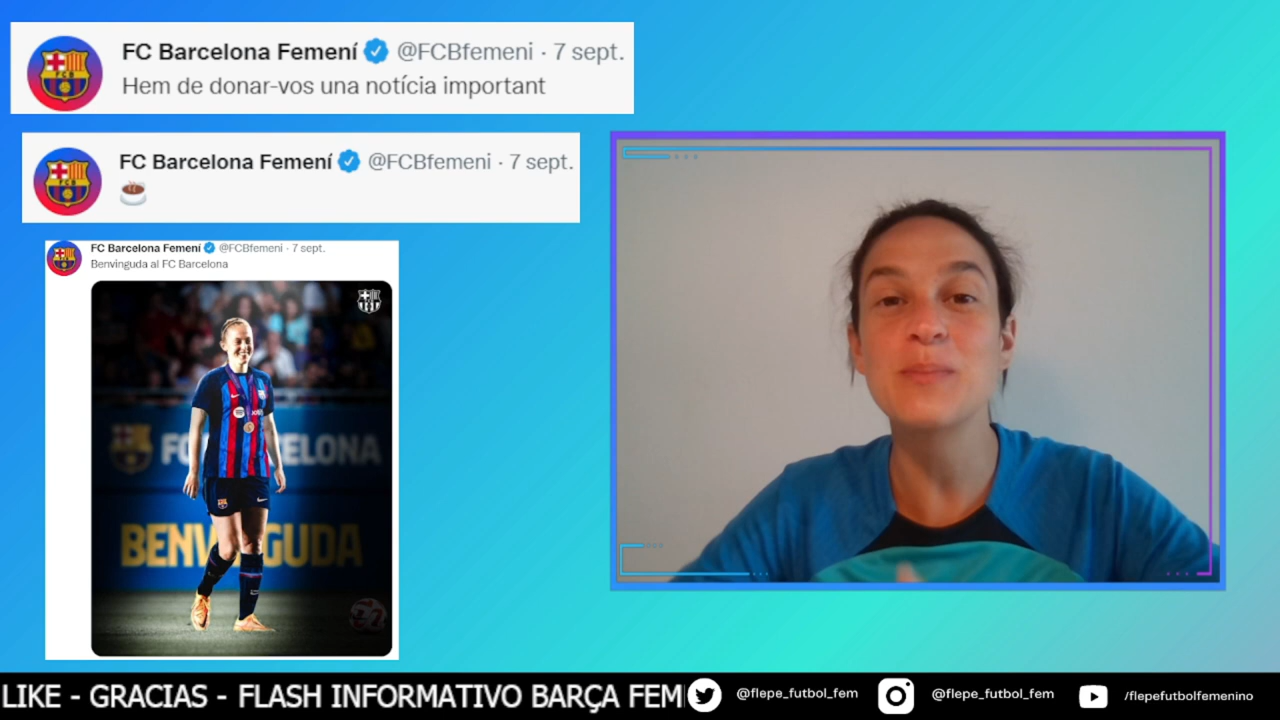 FC Barcelona Femení @FCBfemeni · 7 sept.
Hem de donar-vos una notícia important
FC Barcelona Femení @FCBfemeni · 7 sept.
FC Barcelona Femení @FCBfemeni · 7 sept.
Benvinguda al FC Barcelona
LIKE - GRACIAS - FLASH INFORMATIVO BARÇA FEM
@flepe_futbol_fem
@flepe_futbol_fem
/flepefutbolfemenino